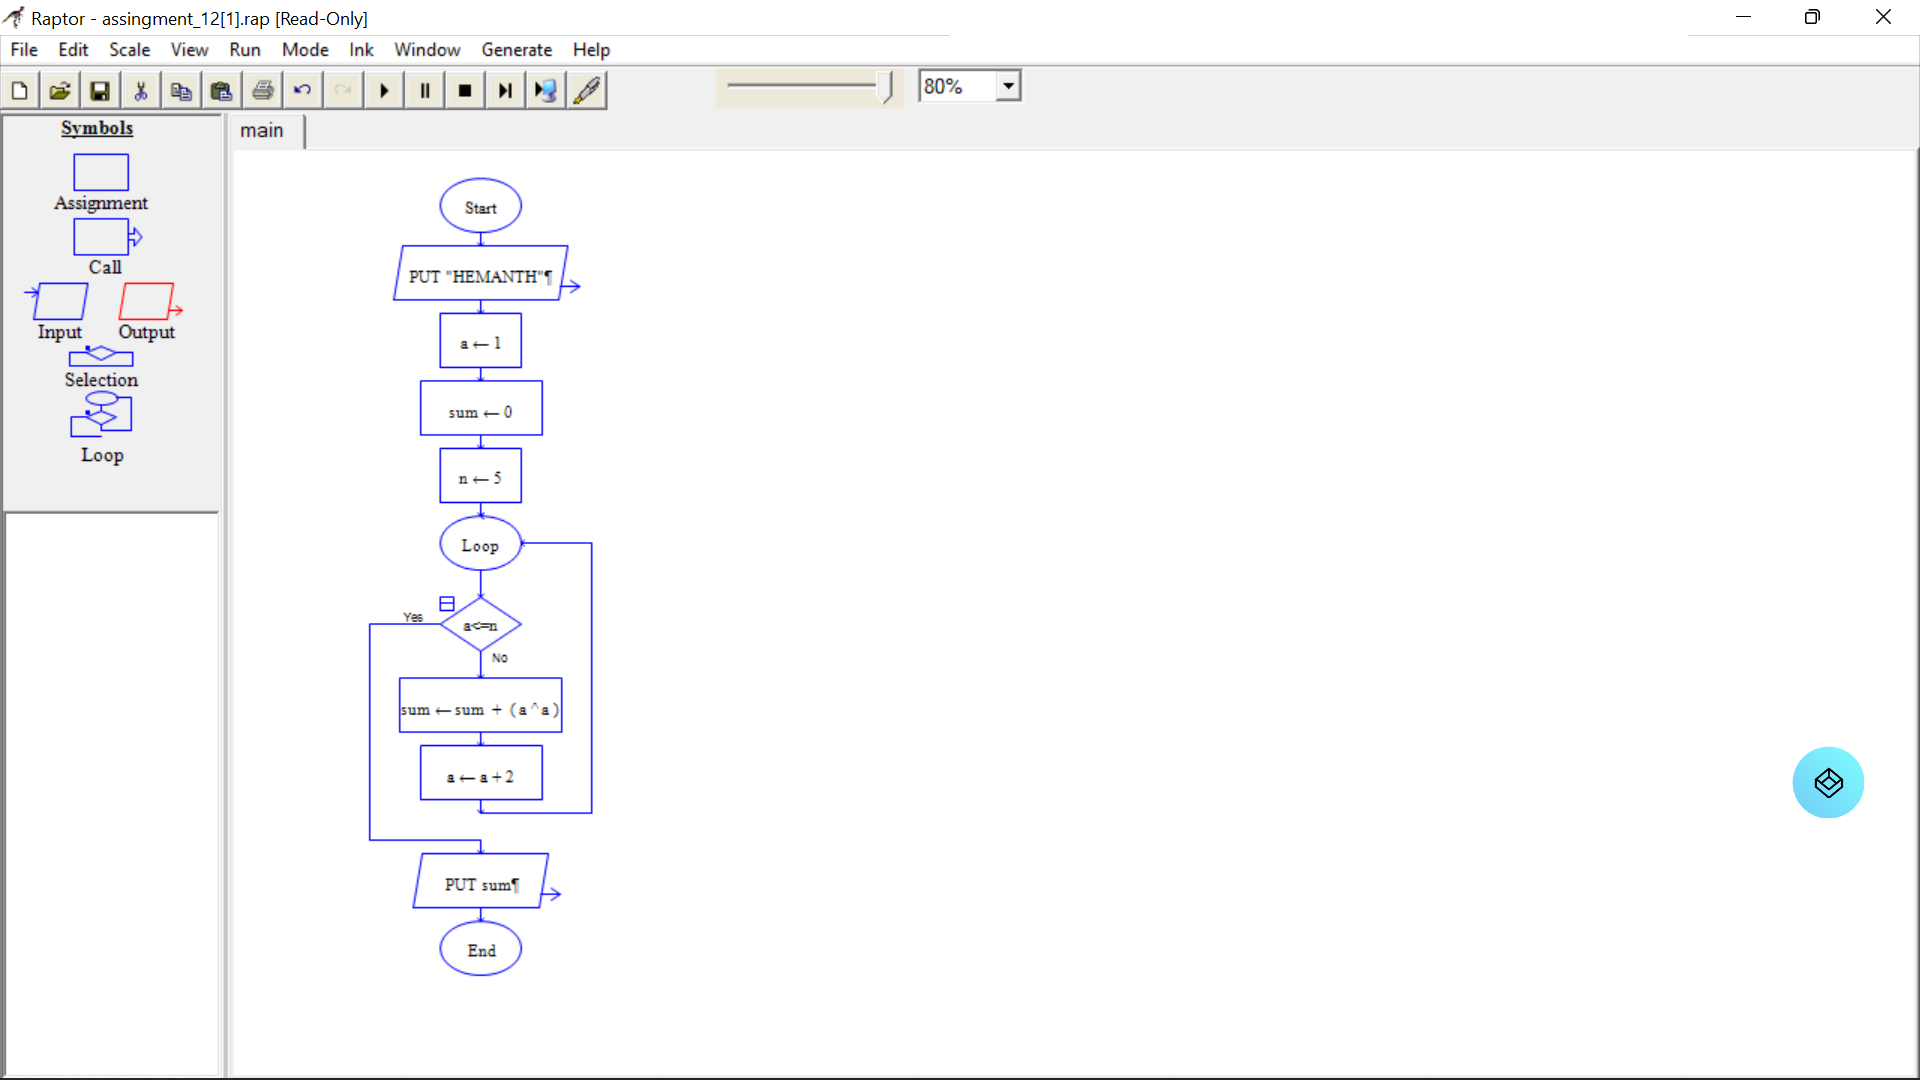 Raptor - assingment_12[1].rap [Read-Only]
File Edit Scale View Run Mode Ink Window Generate Help
80%
Symbols
Assignment
Call
Input Output
Selection
Loop
main
Start
PUT "HEMANTH"¶
a ← 1
sum ← 0
n ← 5
Loop
Yes
a<=n
No
sum ← sum + (a^a)
a ← a+2
PUT sum¶
End